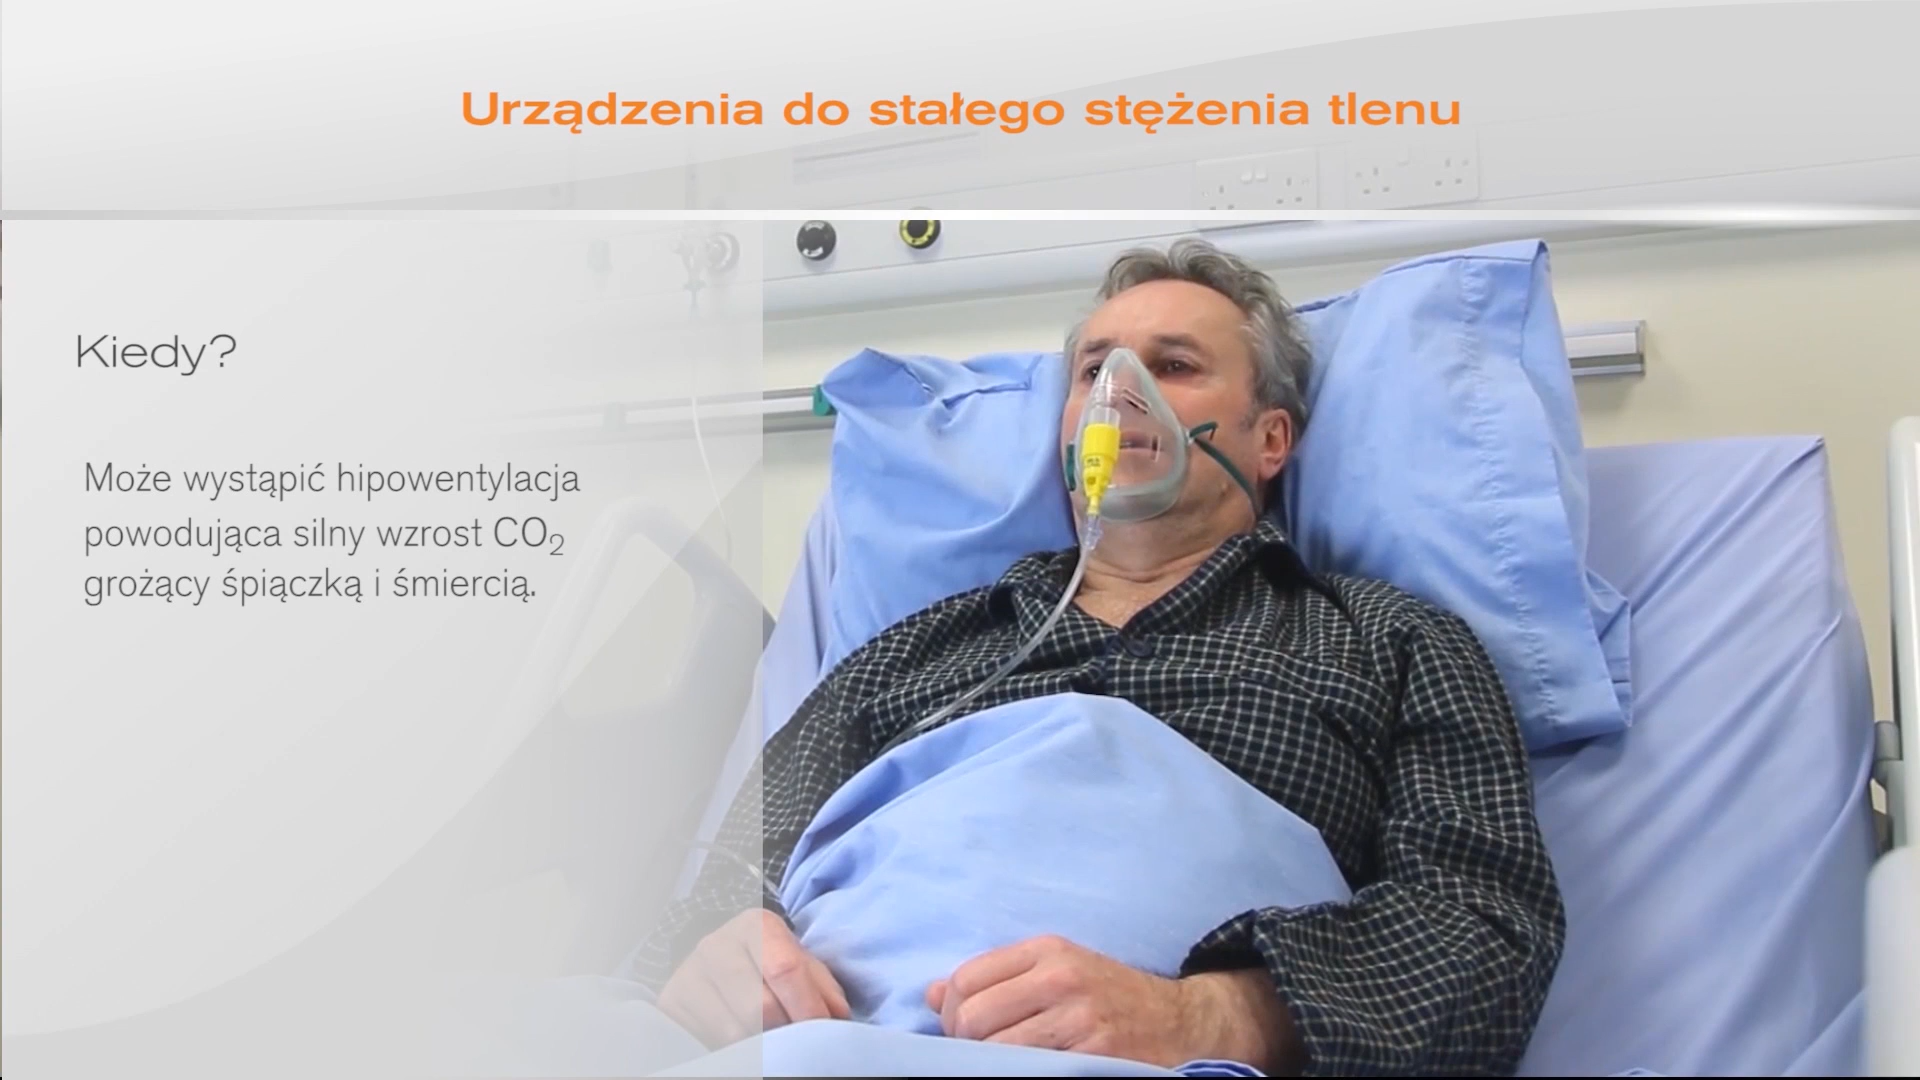 Urządzenia do stałego stężenia tlenu
Kiedy?
Może wystąpić hipowentylacja
powodująca silny wzrost CO₂
grożący śpiączką i śmiercią.